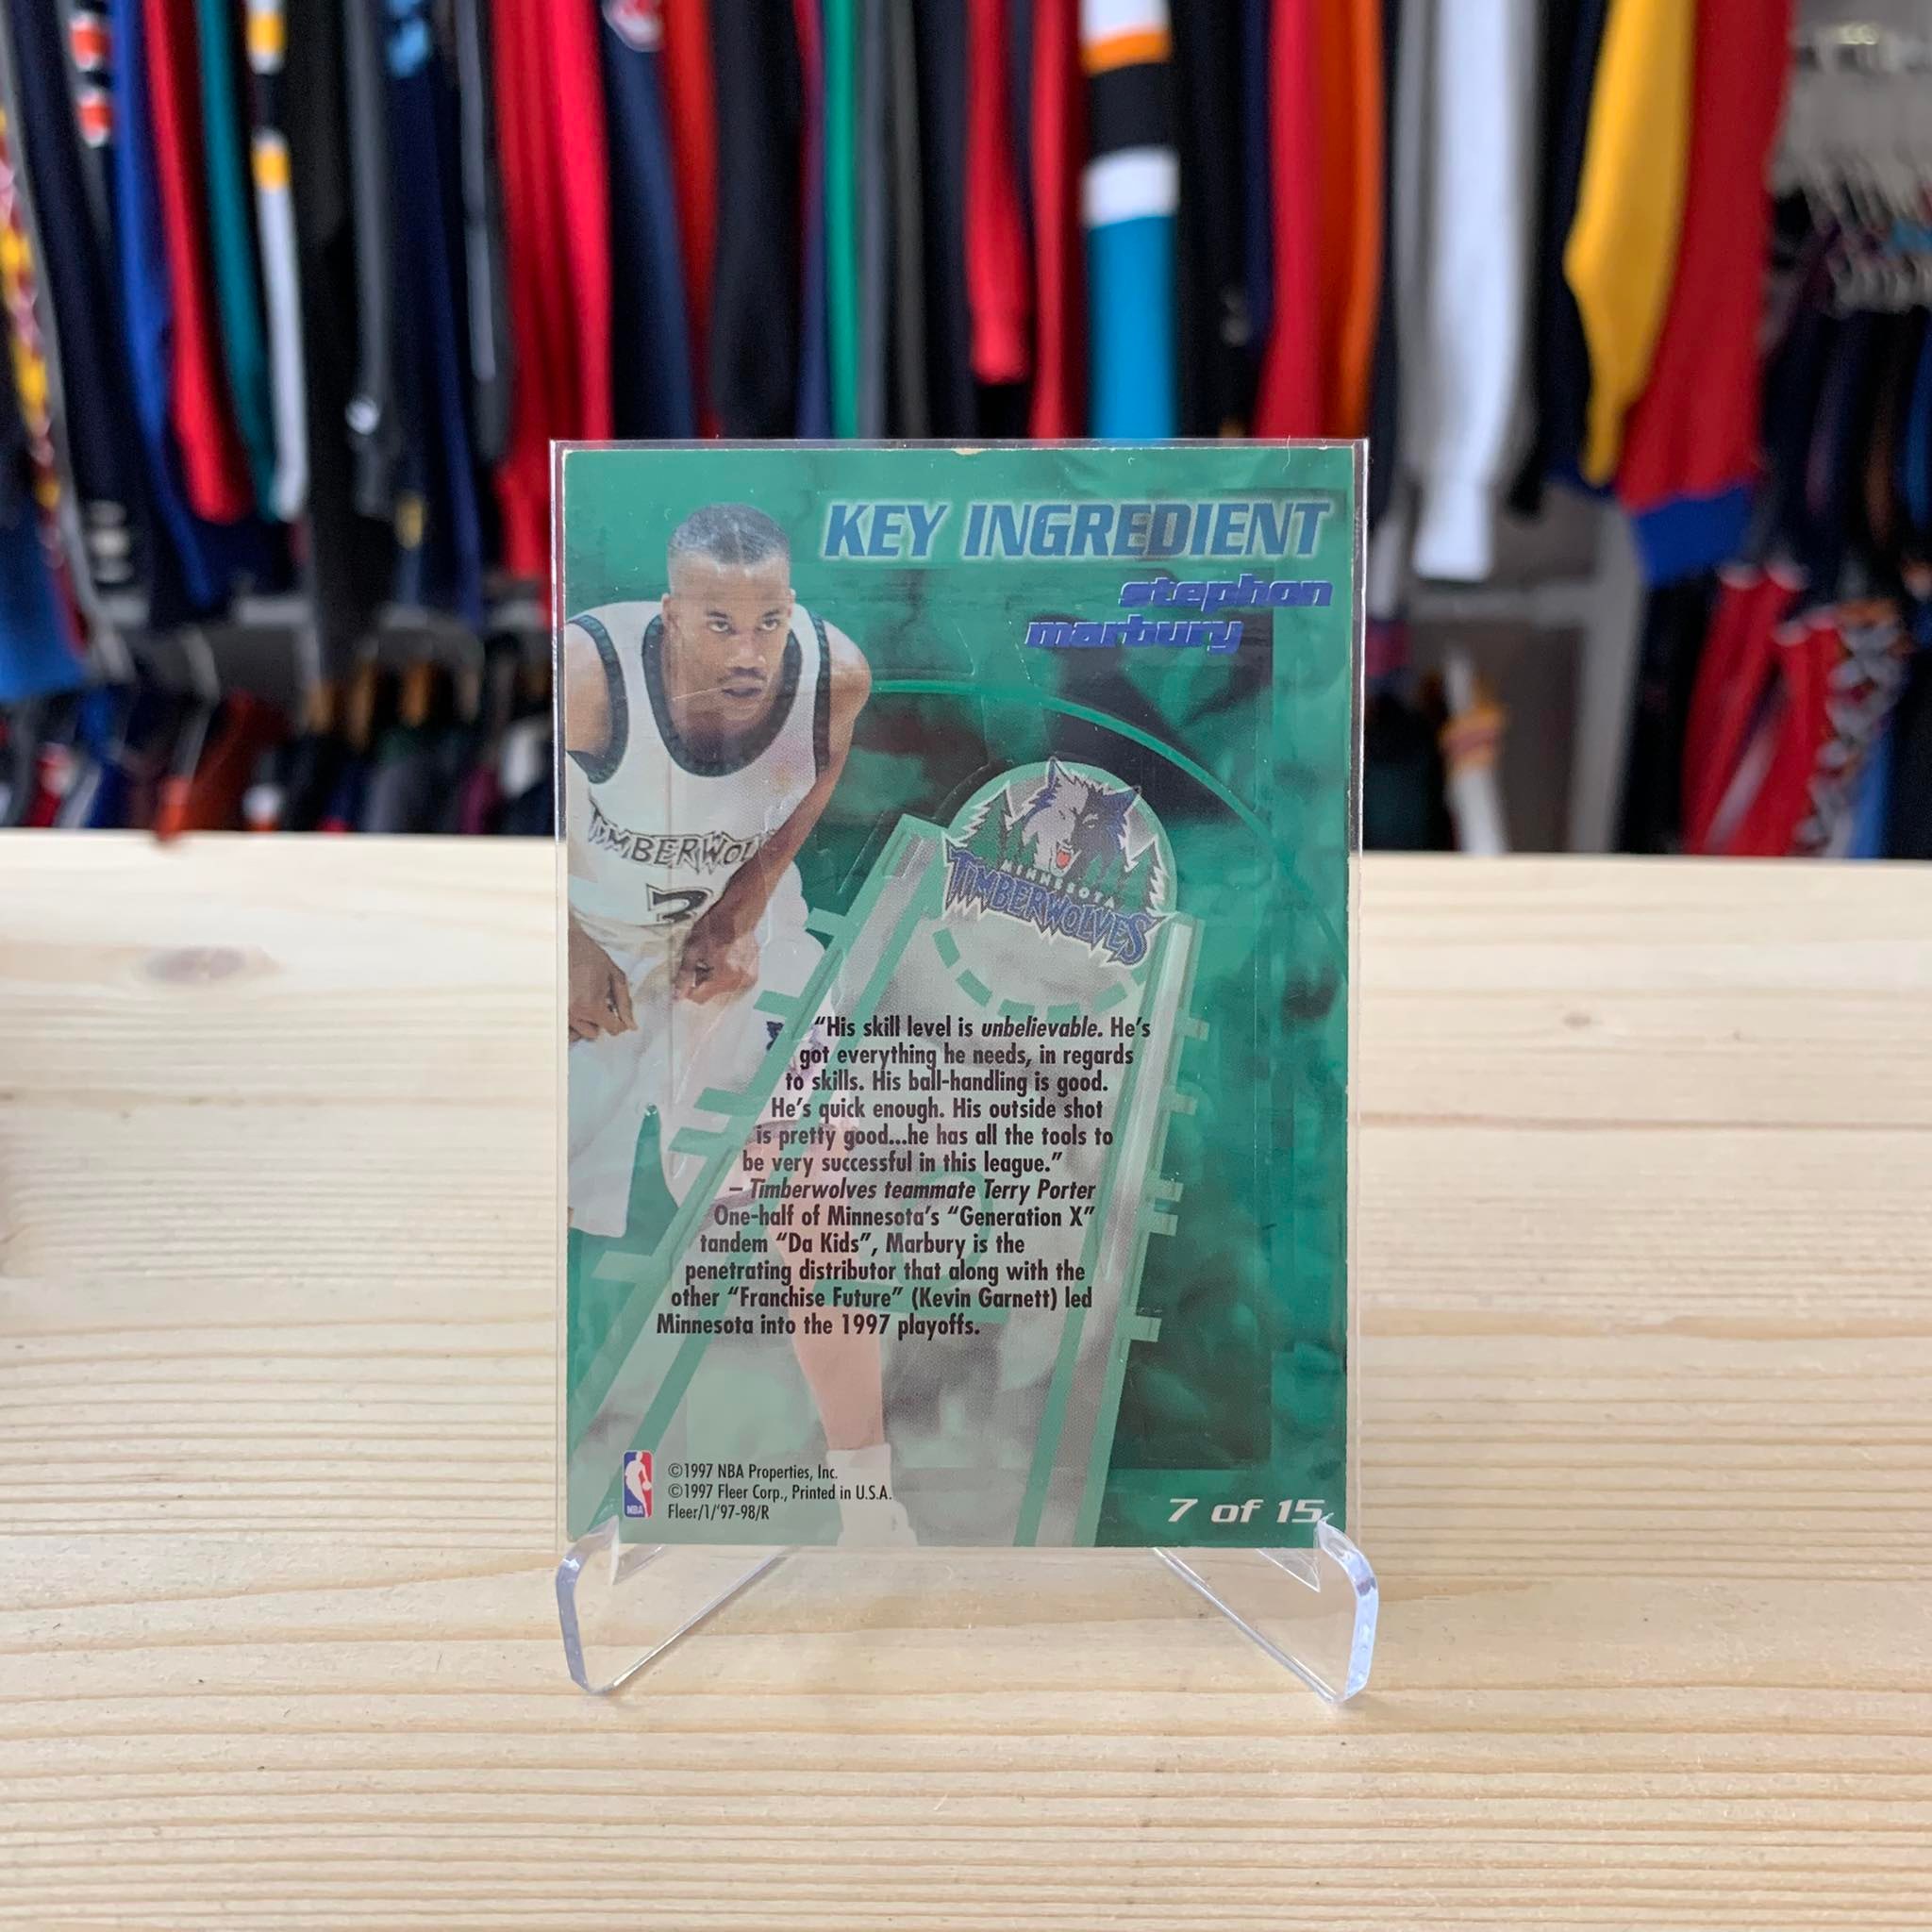 KEY INGREDIENT
stephon
marbury
TIMBERWOL
3
MINNESOTA
TIMBERWOLVES
“His skill level is unbelievable. He’s
got everything he needs, in regards
to skills. His ball-handling is good.
He’s quick enough. His outside shot
is pretty good...he has all the tools to
be very successful in this league.”
– Timberwolves teammate Terry Porter
One-half of Minnesota’s “Generation X”
tandem “Da Kids”, Marbury is the
penetrating distributor that along with the
other “Franchise Future” (Kevin Garnett) led
Minnesota into the 1997 playoffs.
NBA
©1997 NBA Properties, Inc.
©1997 Fleer Corp., Printed in U.S.A.
Fleer/1/’97-98/R
7 of 15